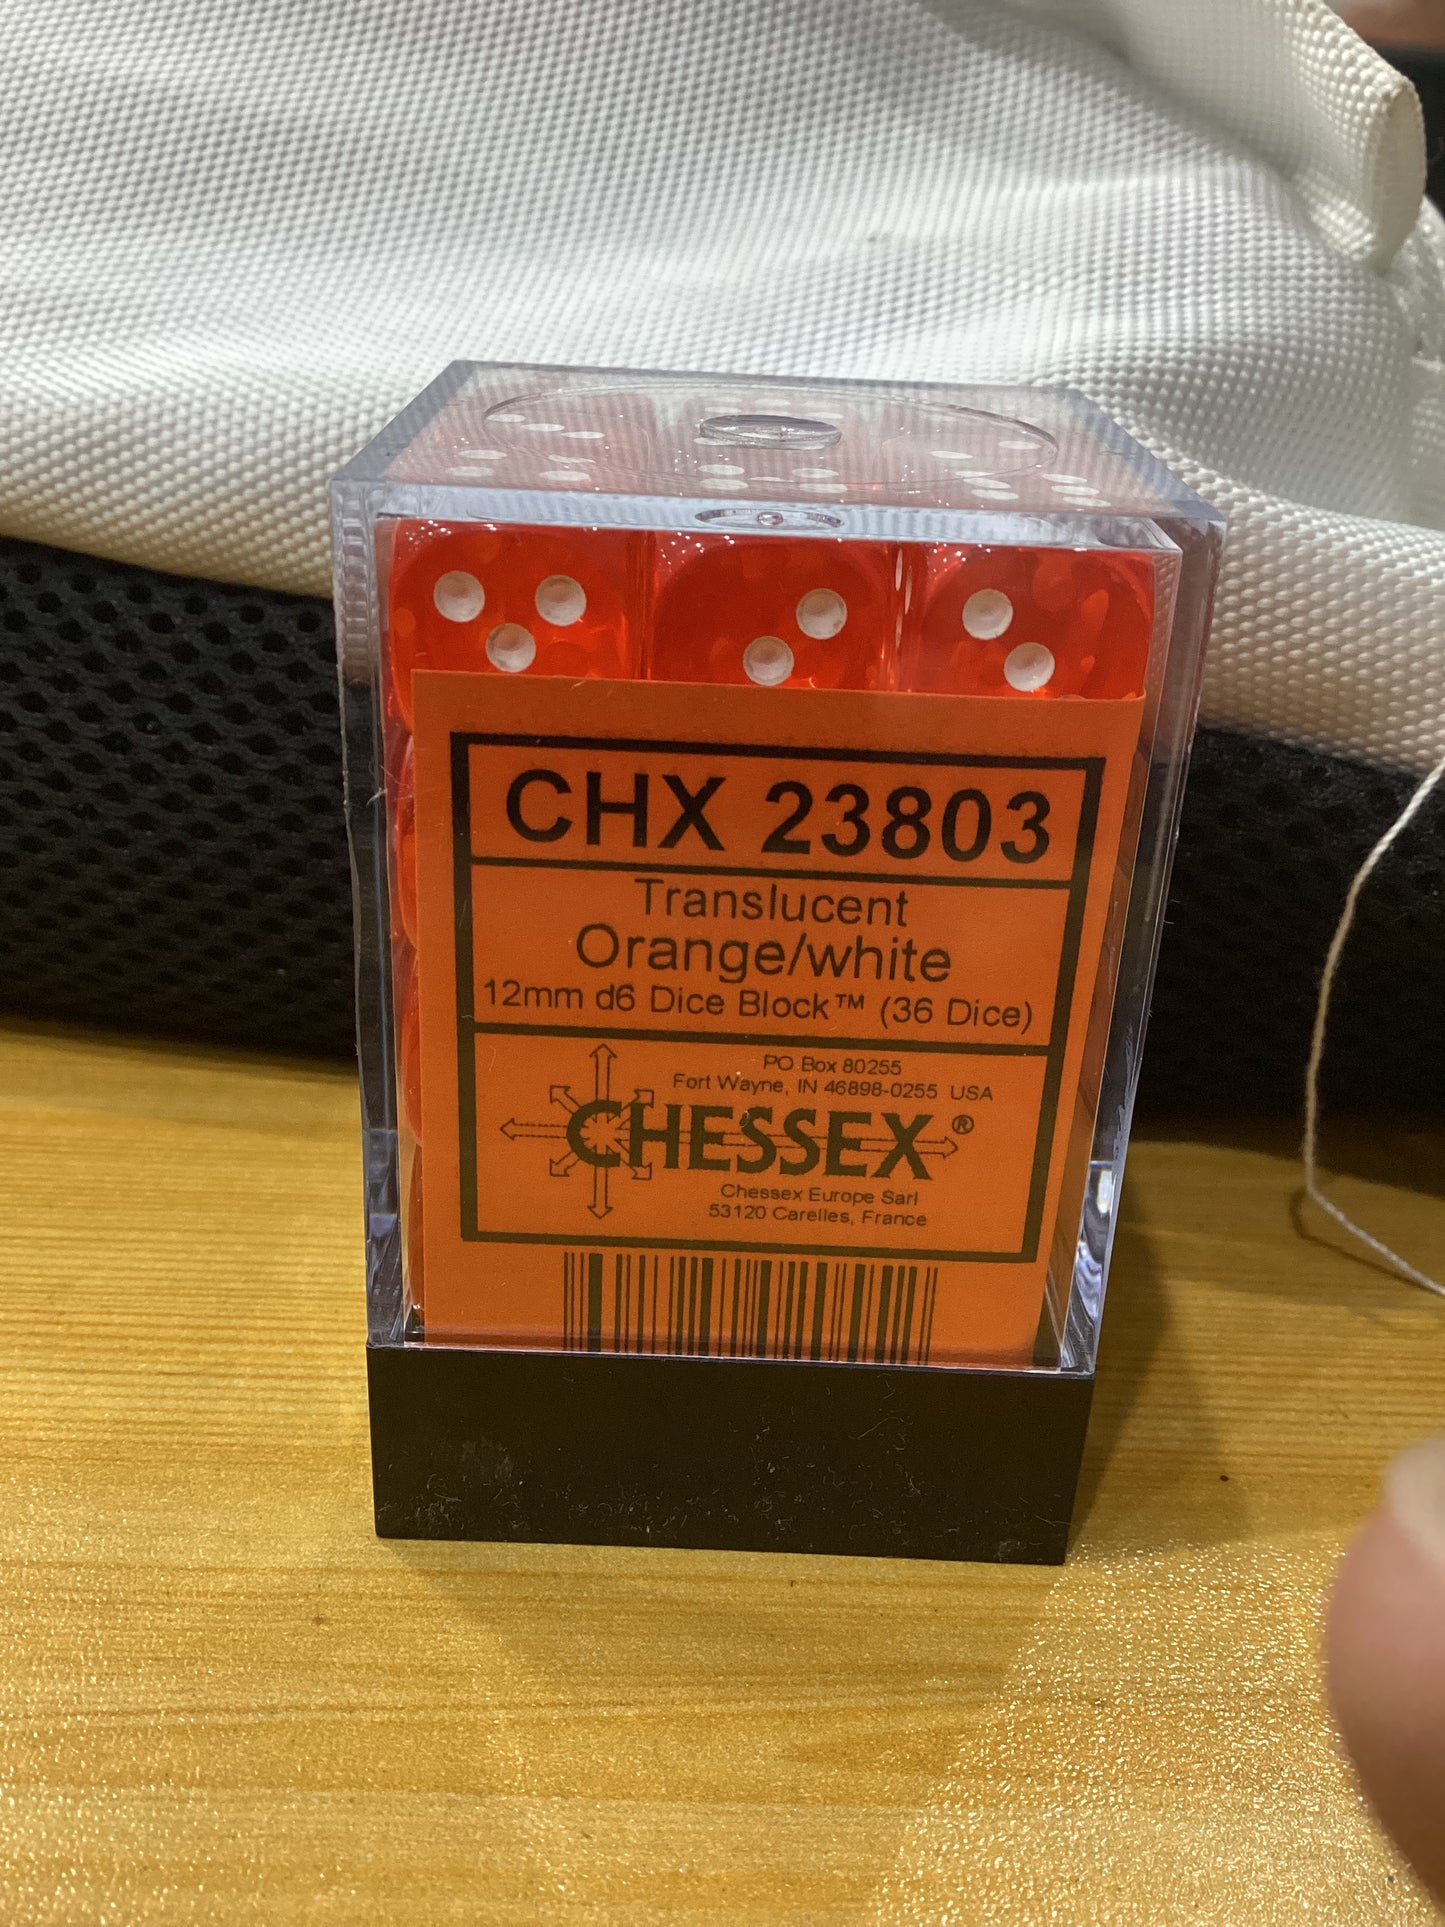 CHX 23803
Translucent
Orange/white
12mm d6 Dice Block™ (36 Dice)
PO Box 80255
Fort Wayne, IN 46898-0255 USA
CHESSEX®
Chessex Europe Sarl
53120 Carelles, France